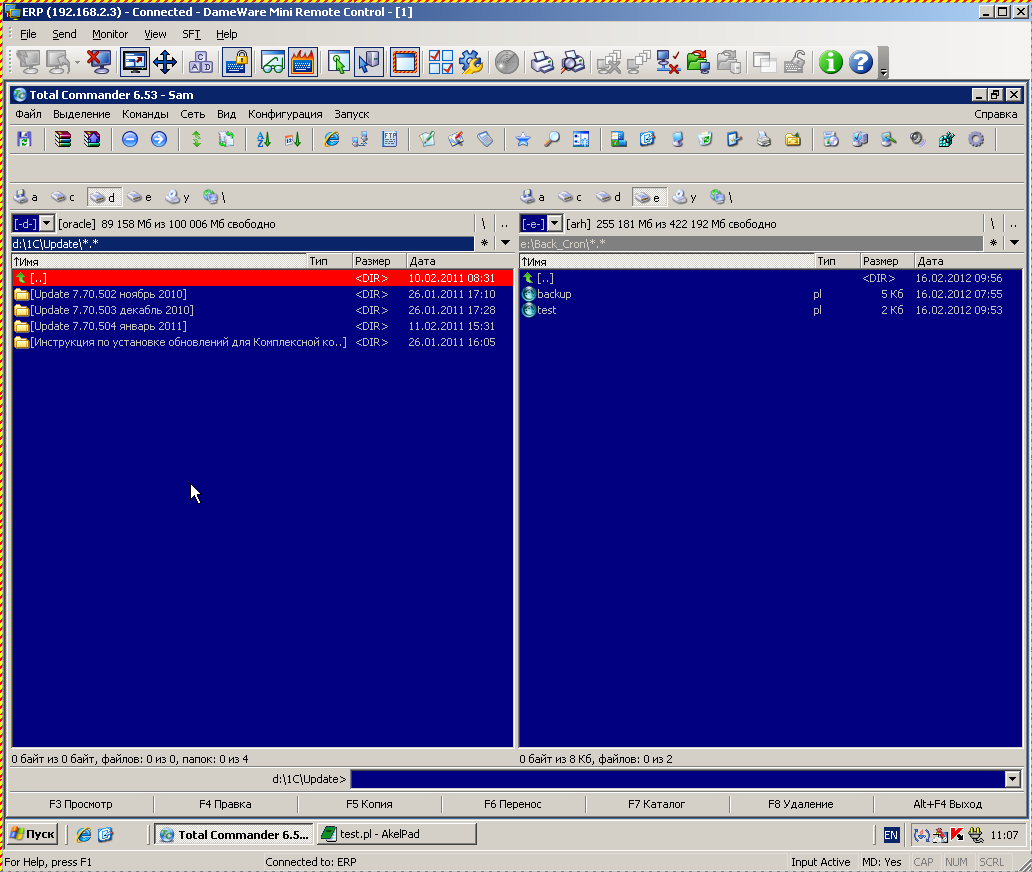 ERP (192.168.2.3) - Connected - DameWare Mini Remote Control - [1]
File Send Monitor View SFT Help
Total Commander 6.53 - Sam
Файл Выделение Команды Сеть Вид Конфигурация Запуск Справка
a c d e y \ a c d e y \
[-d-] [oracle] 89 158 Мб из 100 006 Мб свободно \ .. [-e-] [arh] 255 181 Мб из 422 192 Мб свободно \ ..
d:\1C\Update\*.* * e:\Back_Cron\*.* *
↑Имя Тип Размер Дата ↑Имя Тип Размер Дата
[..] <DIR> 10.02.2011 08:31 [..] <DIR> 16.02.2012 09:56
[Update 7.70.502 ноябрь 2010] <DIR> 26.01.2011 17:10 backup pl 5 Кб 16.02.2012 07:55
[Update 7.70.503 декабль 2010] <DIR> 26.01.2011 17:28 test pl 2 Кб 16.02.2012 09:53
[Update 7.70.504 январь 2011] <DIR> 11.02.2011 15:31
[Инструкция по установке обновлений для Комплексной ко..] <DIR> 26.01.2011 16:05
0 байт из 0 байт, файлов: 0 из 0, папок: 0 из 4 0 байт из 8 Кб, файлов: 0 из 2
d:\1C\Update>
F3 Просмотр F4 Правка F5 Копия F6 Перенос F7 Каталог F8 Удаление Alt+F4 Выход
Пуск Total Commander 6.5... test.pl - AkelPad EN 11:07
For Help, press F1 Connected to: ERP Input Active MD: Yes CAP NUM SCRL